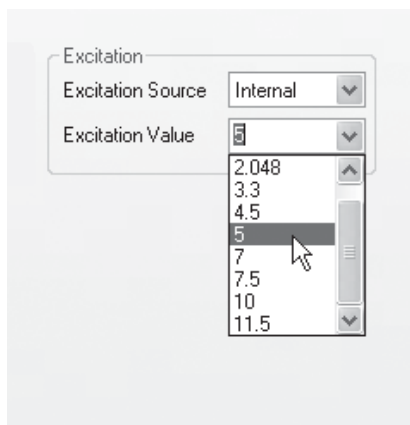 Excitation
Excitation Source Internal
Excitation Value 5
2.048
3.3
4.5
5
7
7.5
10
11.5